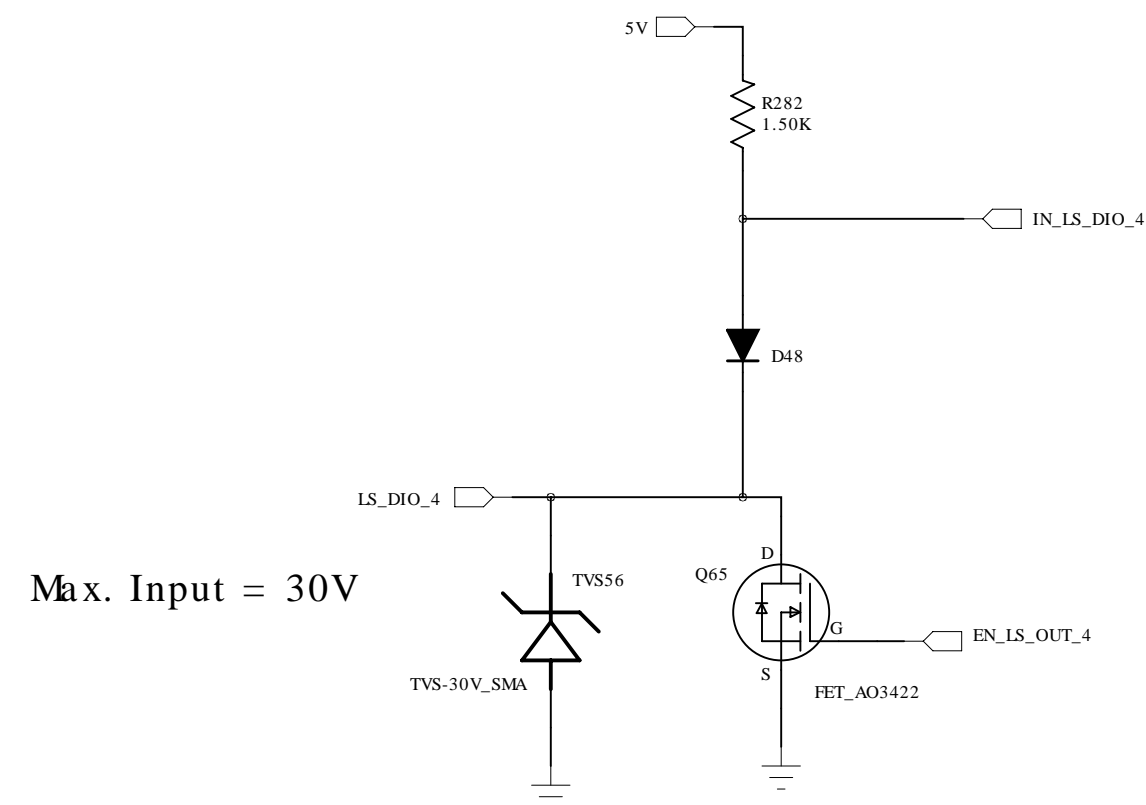 5V
R282
1.50K
IN_LS_DIO_4
D48
LS_DIO_4
D
Q65
TVS56
Max. Input = 30V
G
EN_LS_OUT_4
S
TVS-30V_SMA
FET_AO3422